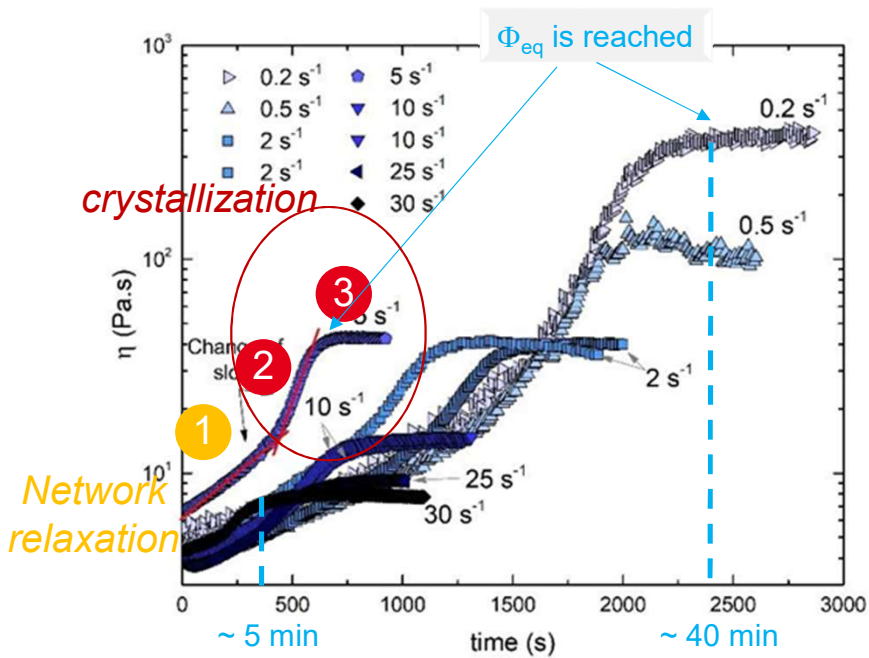 Φeq is reached
10³
0.2 s⁻¹
5 s⁻¹
0.5 s⁻¹
10 s⁻¹
2 s⁻¹
10 s⁻¹
2 s⁻¹
25 s⁻¹
30 s⁻¹
0.2 s⁻¹
crystallization
0.5 s⁻¹
10²
3
s⁻¹
η (Pa.s)
2
1
2 s⁻¹
10 s⁻¹
10¹
25 s⁻¹
30 s⁻¹
Network
relaxation
0 500 1000 1500 2000 2500 3000
~ 5 min
time (s)
~ 40 min